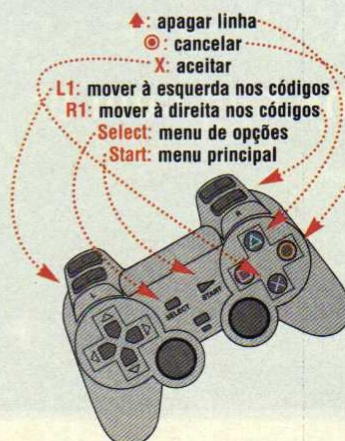 ▲: apagar linha
◉: cancelar
X: aceitar
L1: mover à esquerda nos códigos
R1: mover à direita nos códigos
Select: menu de opções
Start: menu principal
L
R
SELECT
START